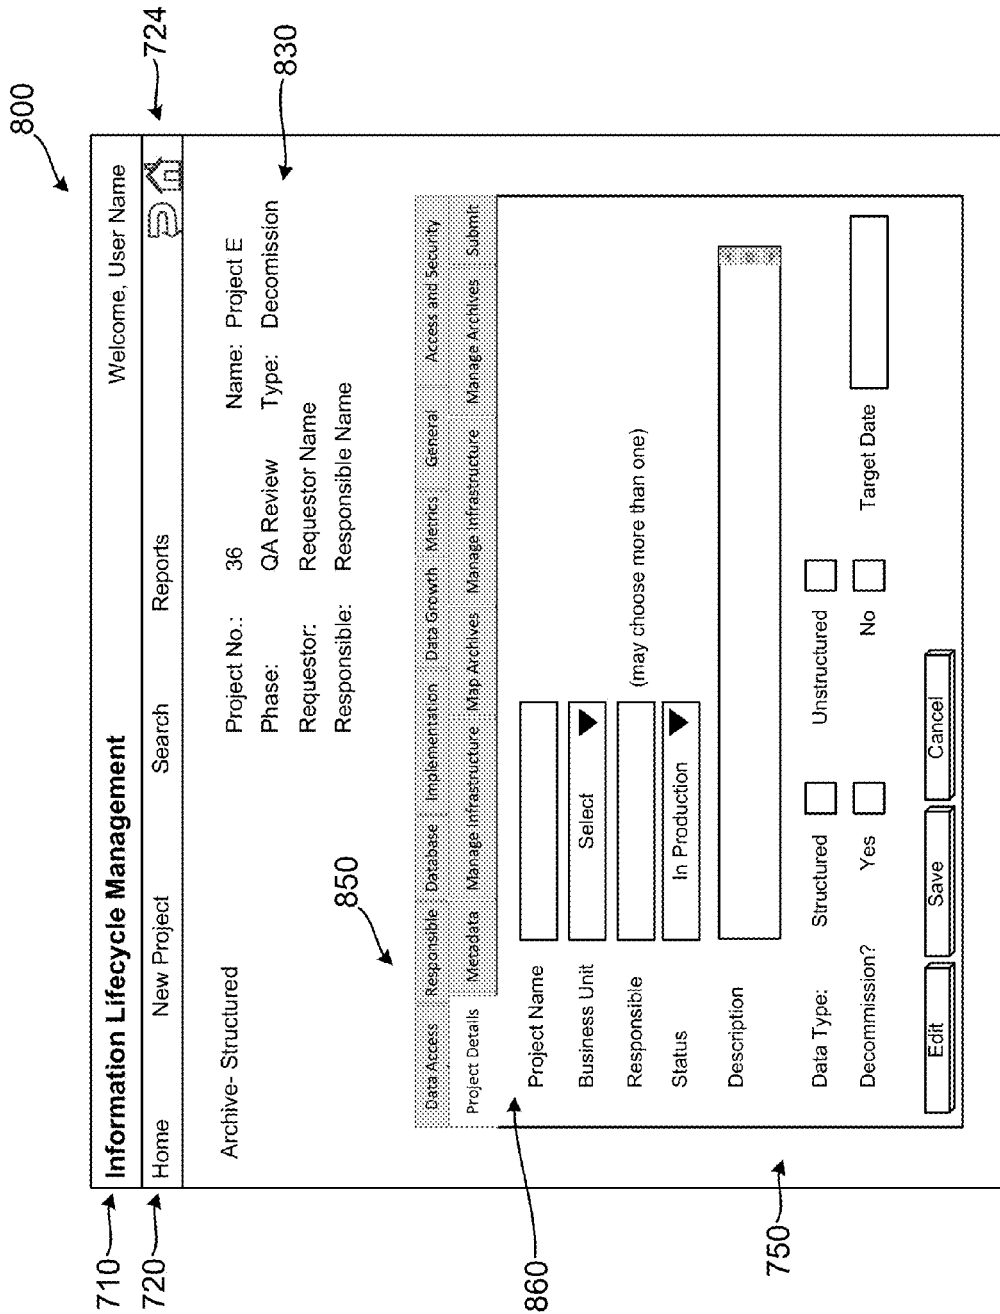 800
710 Information Lifecycle Management Welcome, User Name
720 Home New Project Search Reports 724
Archive- Structured Project No.: 36 Name: Project E
Phase: QA Review Type: Decomission 830
Requestor: Requestor Name
Responsible: Responsible Name
850
Data Access Responsible Database Implementation Data Growth Metrics General Access and Security
Project Details Metadata Manage Infrastructure Map Archives Manage Infrastructure Manage Archives Submit
860 Project Name
Business Unit Select
Responsible (may choose more than one)
Status In Production
Description
750
Data Type: Structured Unstructured
Decommission? Yes No Target Date
Edit Save Cancel